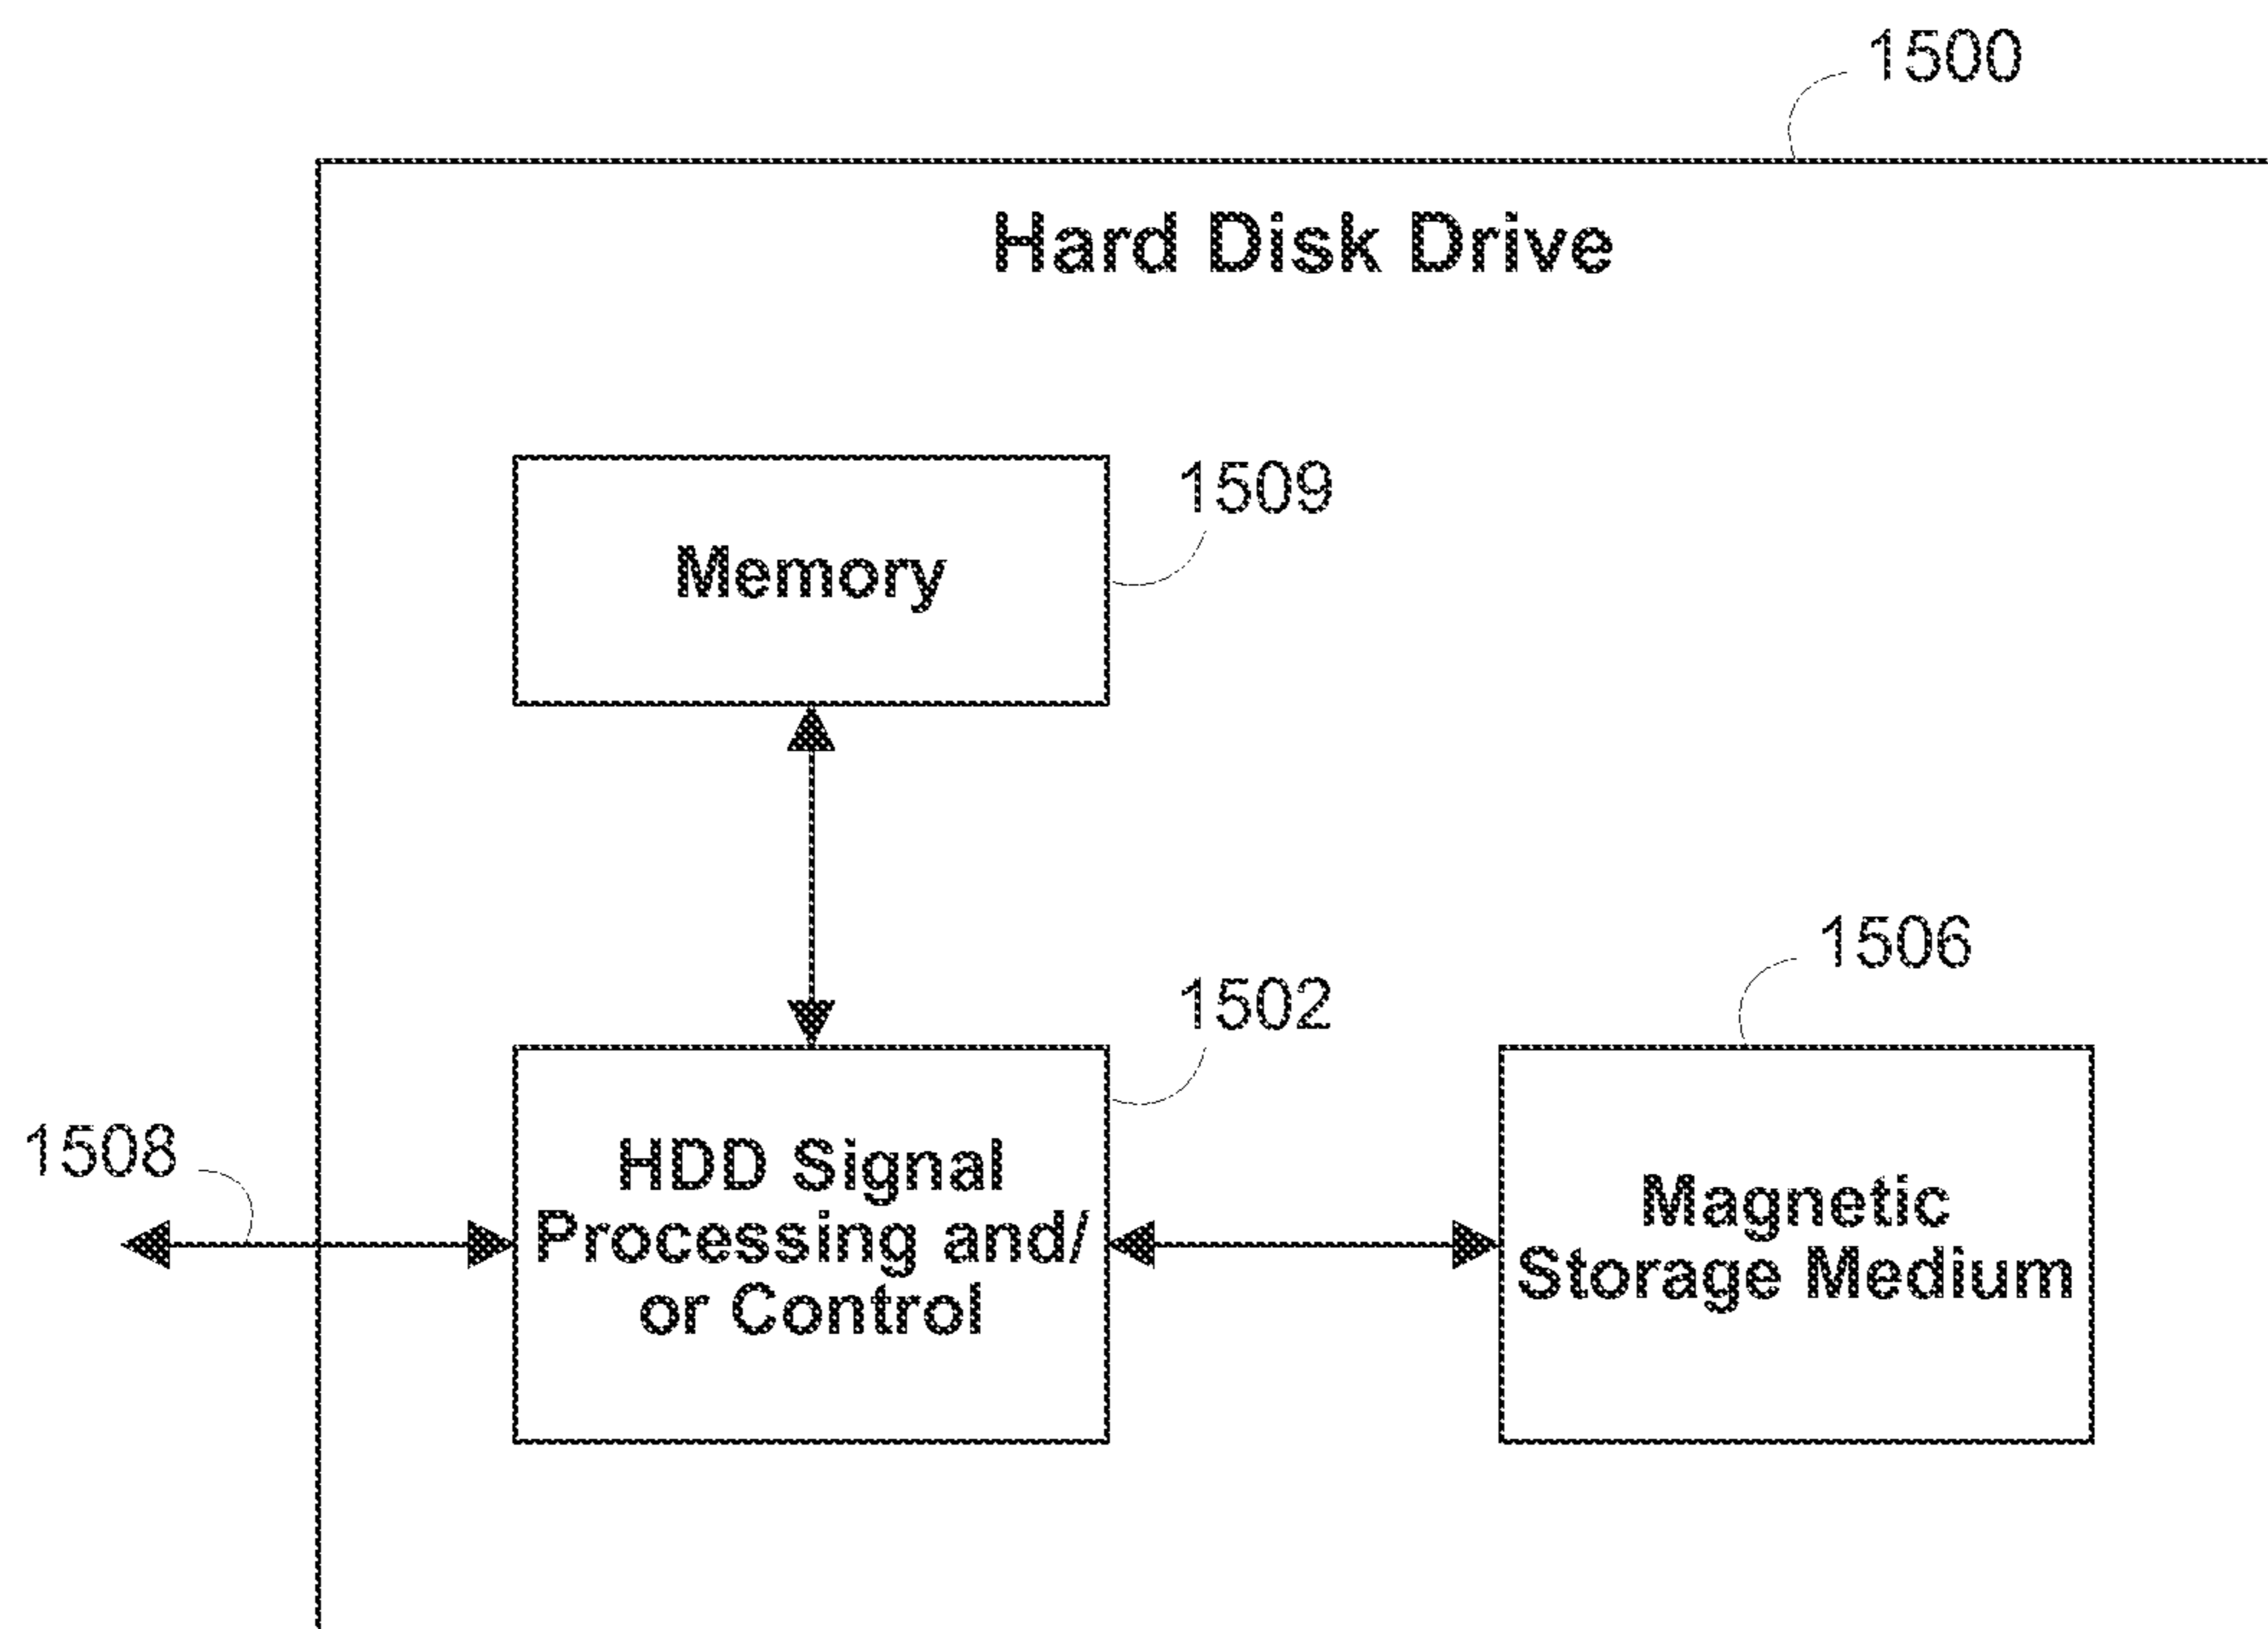 1500
Hard Disk Drive
1509
Memory
1506
1502
1508
HDD Signal
Processing and/
or Control
Magnetic
Storage Medium